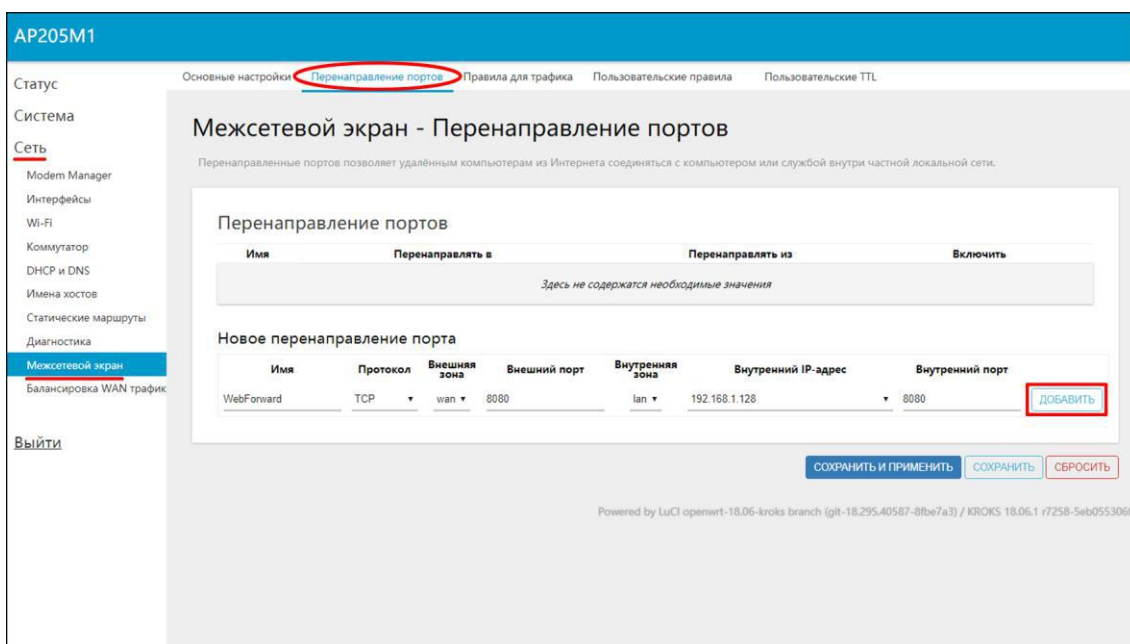 AP205M1
Статус
Система
Сеть
Modem Manager
Интерфейсы
Wi-Fi
Коммутатор
DHCP и DNS
Имена хостов
Статические маршруты
Диагностика
Межсетевой экран
Балансировка WAN трафик
Выйти
Основные настройки Перенаправление портов Правила для трафика Пользовательские правила Пользовательские TTL
Межсетевой экран - Перенаправление портов
Перенаправленные портов позволяет удалённым компьютерам из Интернета соединяться с компьютером или службой внутри частной локальной сети.
Перенаправление портов
Имя Перенаправлять в Перенаправлять из Включить
Здесь не содержатся необходимые значения
Новое перенаправление порта
Имя Протокол Внешняя зона Внешний порт Внутренняя зона Внутренний IP-адрес Внутренний порт
WebForward TCP wan 8080 lan 192.168.1.128 8080 ДОБАВИТЬ
СОХРАНИТЬ И ПРИМЕНИТЬ СОХРАНИТЬ СБРОСИТЬ
Powered by LuCI openwrt-18.06-kroks branch (git-18.295.40587-8fbe7a3) / KROKS 18.06.1 r7258-5eb055306